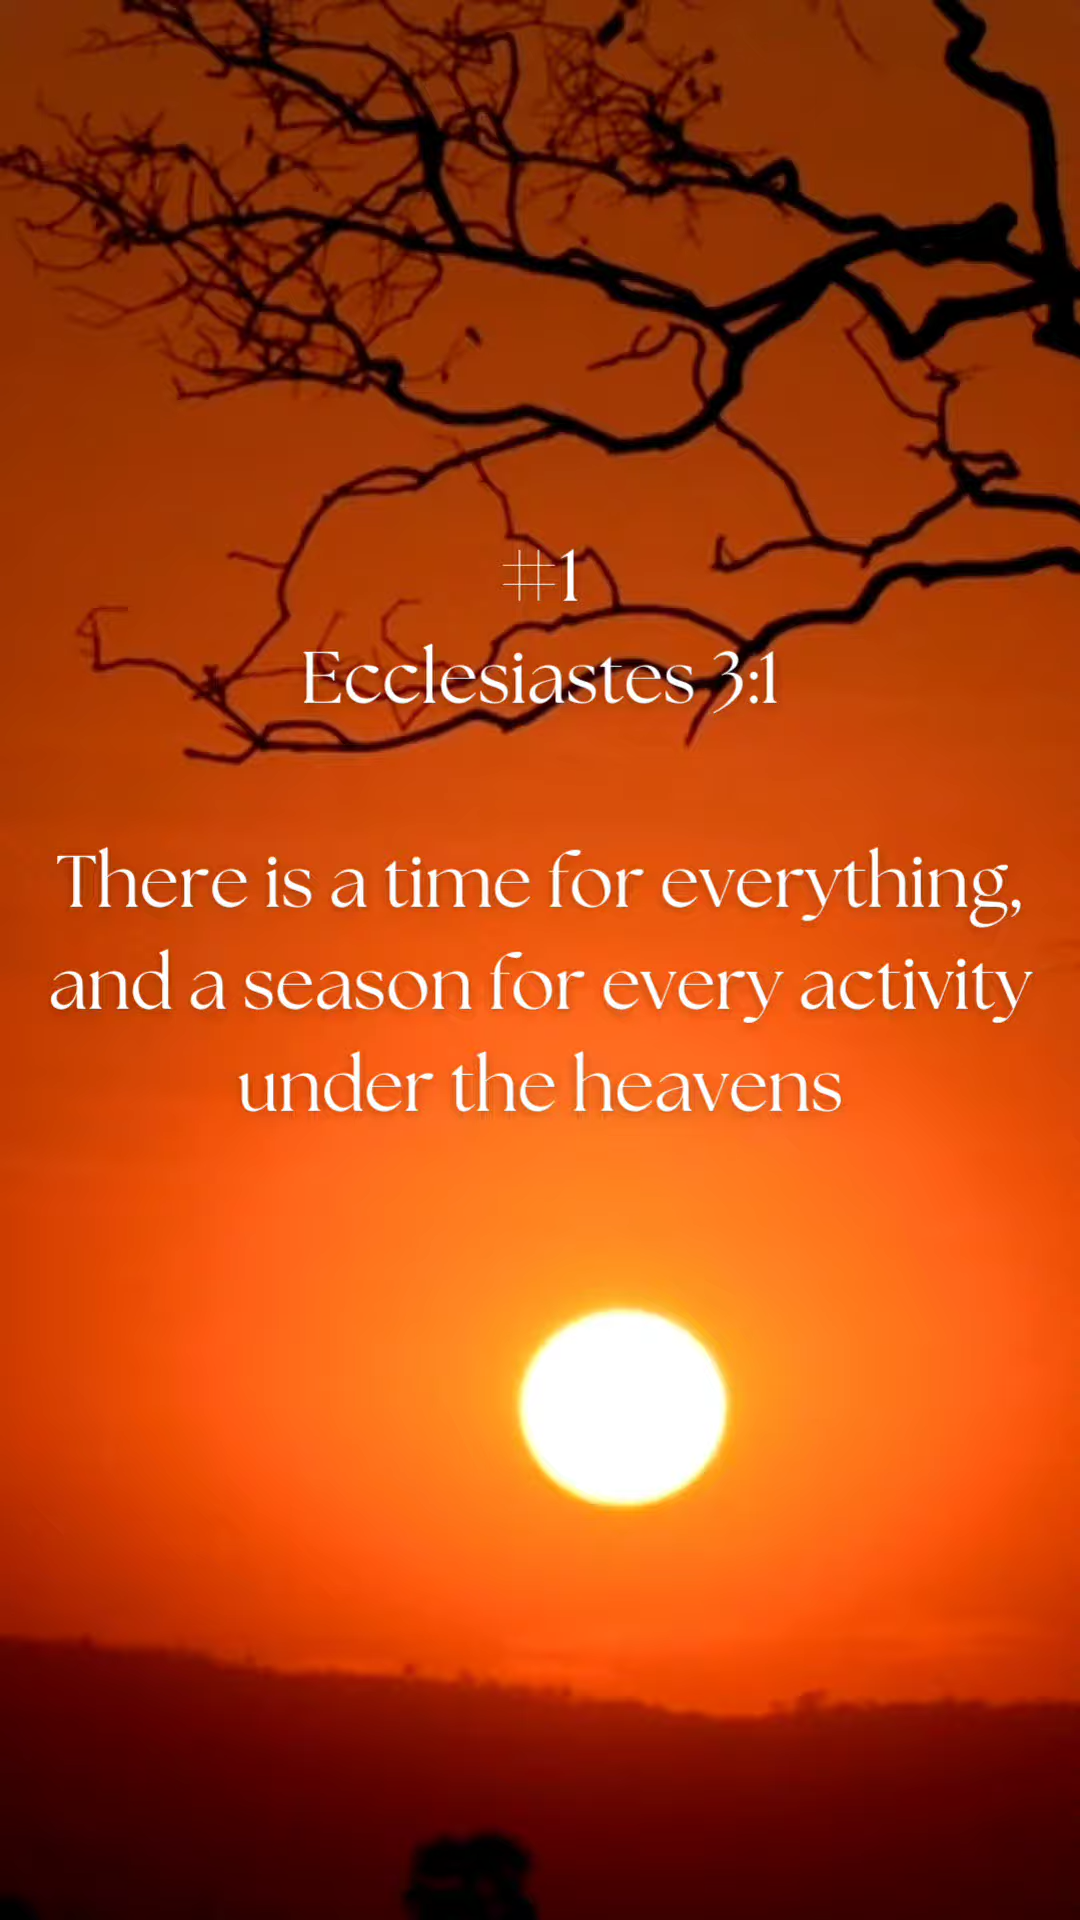 #1
Ecclesiastes 3:1
There is a time for everything,
and a season for every activity
under the heavens